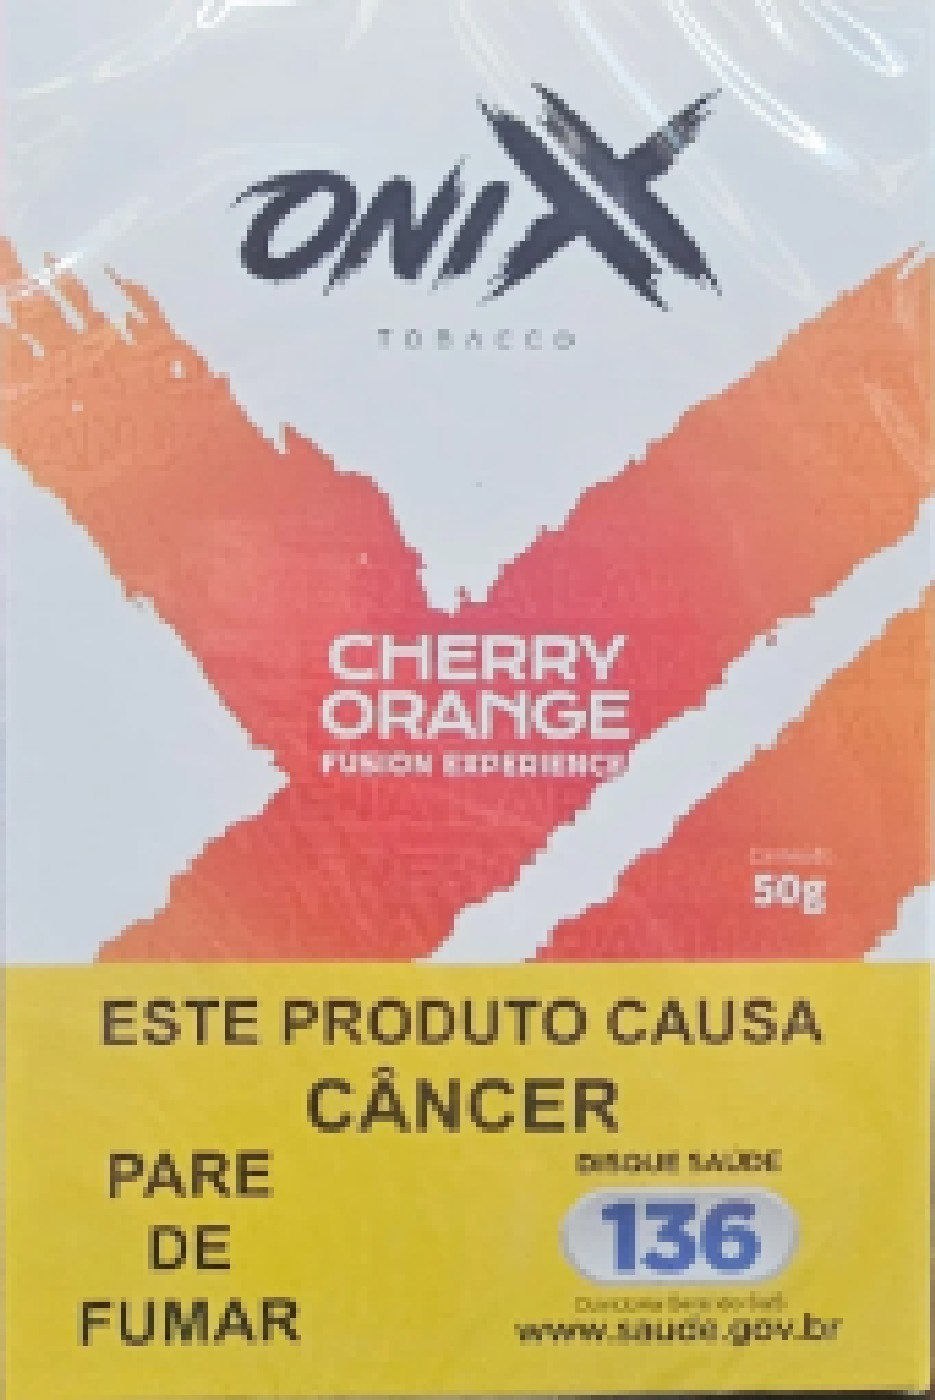 ONIX
TOBACCO
CHERRY
ORANGE
FUSION EXPERIENCE
50g
ESTE PRODUTO CAUSA
CÂNCER
PARE
DE
FUMAR
DISQUE SAÚDE
136
www.saude.gov.br